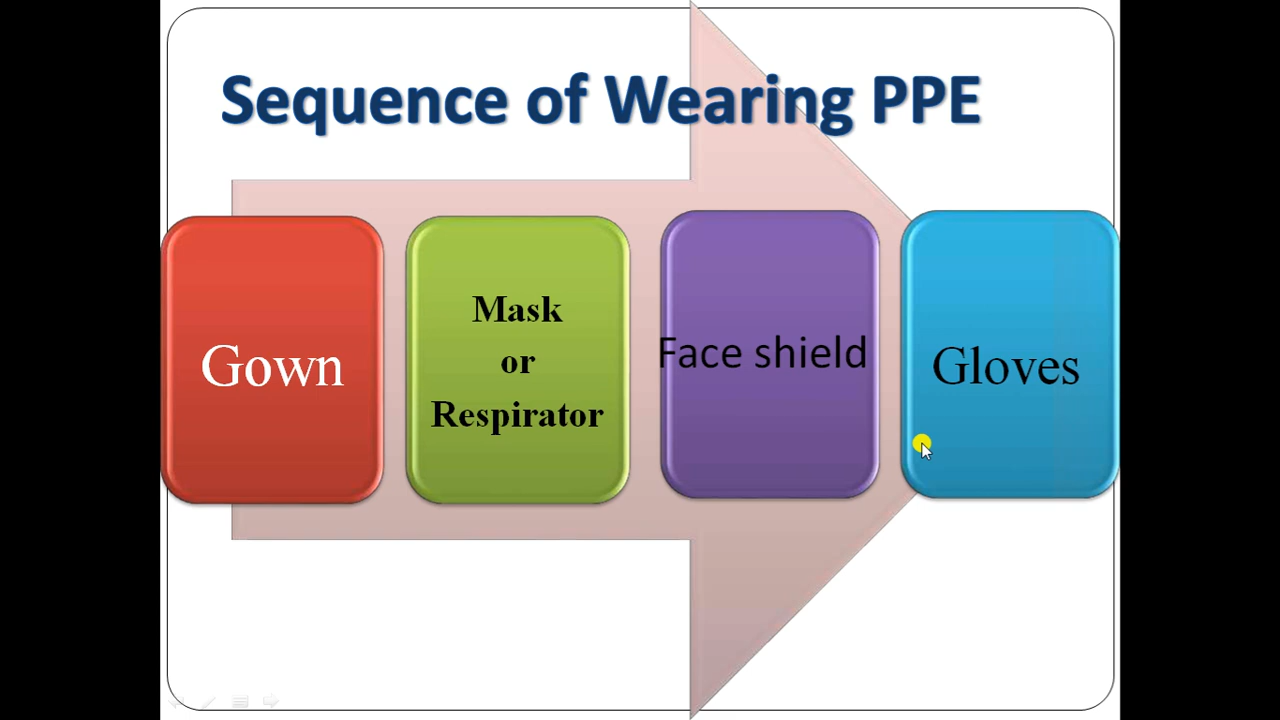 Sequence of Wearing PPE
Gown
Mask
or
Respirator
Face shield
Gloves